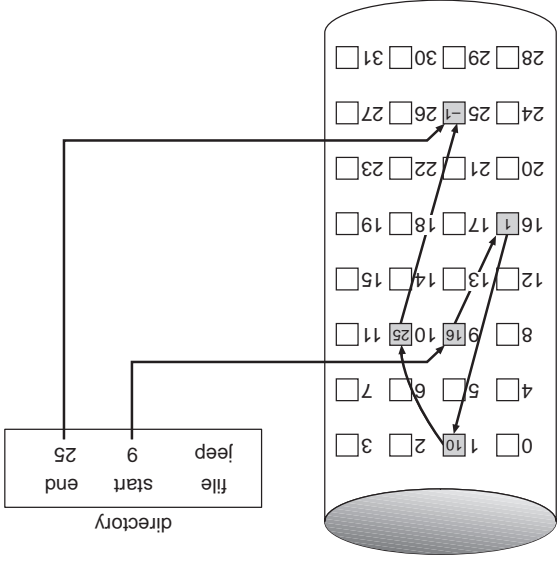 directory
file start end
jeep 9 25
0 1 10 2 3
4 5 6 7
8 9 16 10 25 11
12 13 14 15
16 1 17 18 19
20 21 22 23
24 25 –1 26 27
28 29 30 31